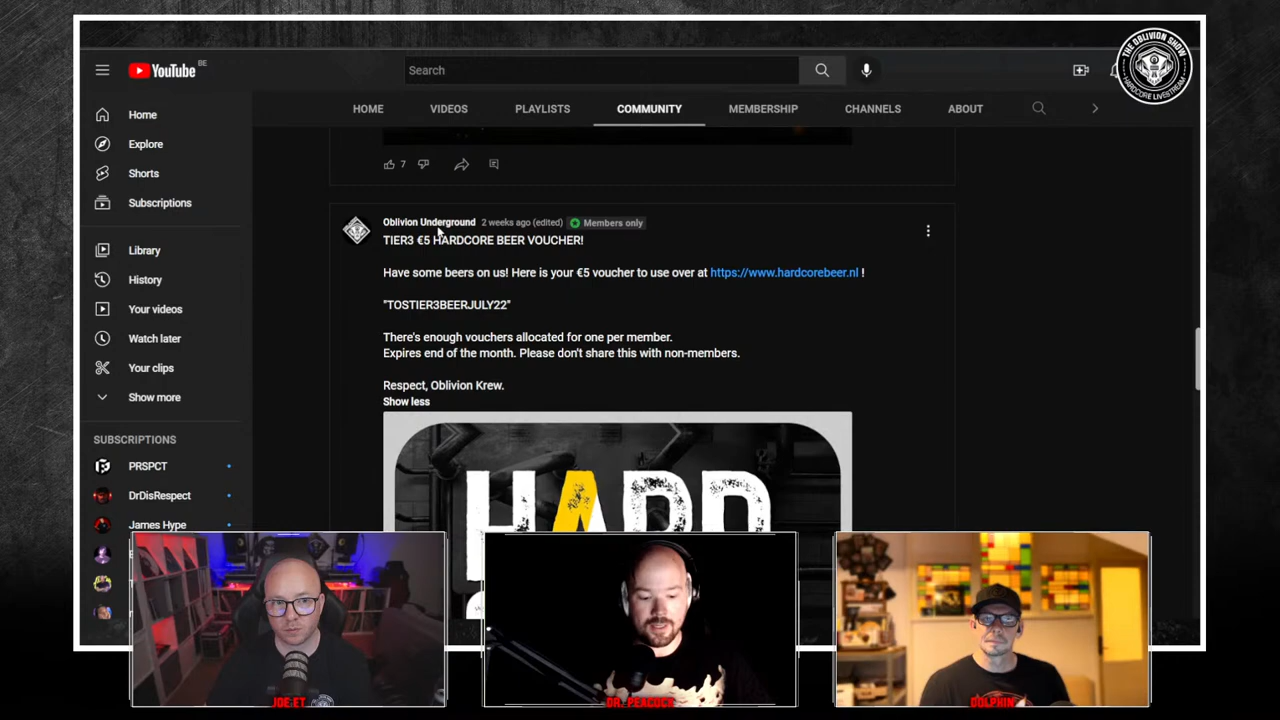 YouTube
BE
Search
THE OBLIVION SHOW
HARDCORE LIVESTREAM
HOME
VIDEOS
PLAYLISTS
COMMUNITY
MEMBERSHIP
CHANNELS
ABOUT
Home
Explore
Shorts
Subscriptions
Library
History
Your videos
Watch later
Your clips
Show more
SUBSCRIPTIONS
PRSPCT
DrDisRespect
James Hype
7
Oblivion Underground 2 weeks ago (edited) Members only
TIER3 €5 HARDCORE BEER VOUCHER!
Have some beers on us! Here is your €5 voucher to use over at https://www.hardcorebeer.nl !
"TOSTIER3BEERJULY22"
There's enough vouchers allocated for one per member.
Expires end of the month. Please don't share this with non-members.
Respect, Oblivion Krew.
Show less
HARD
DR. PEACOCK
DOLPHIN